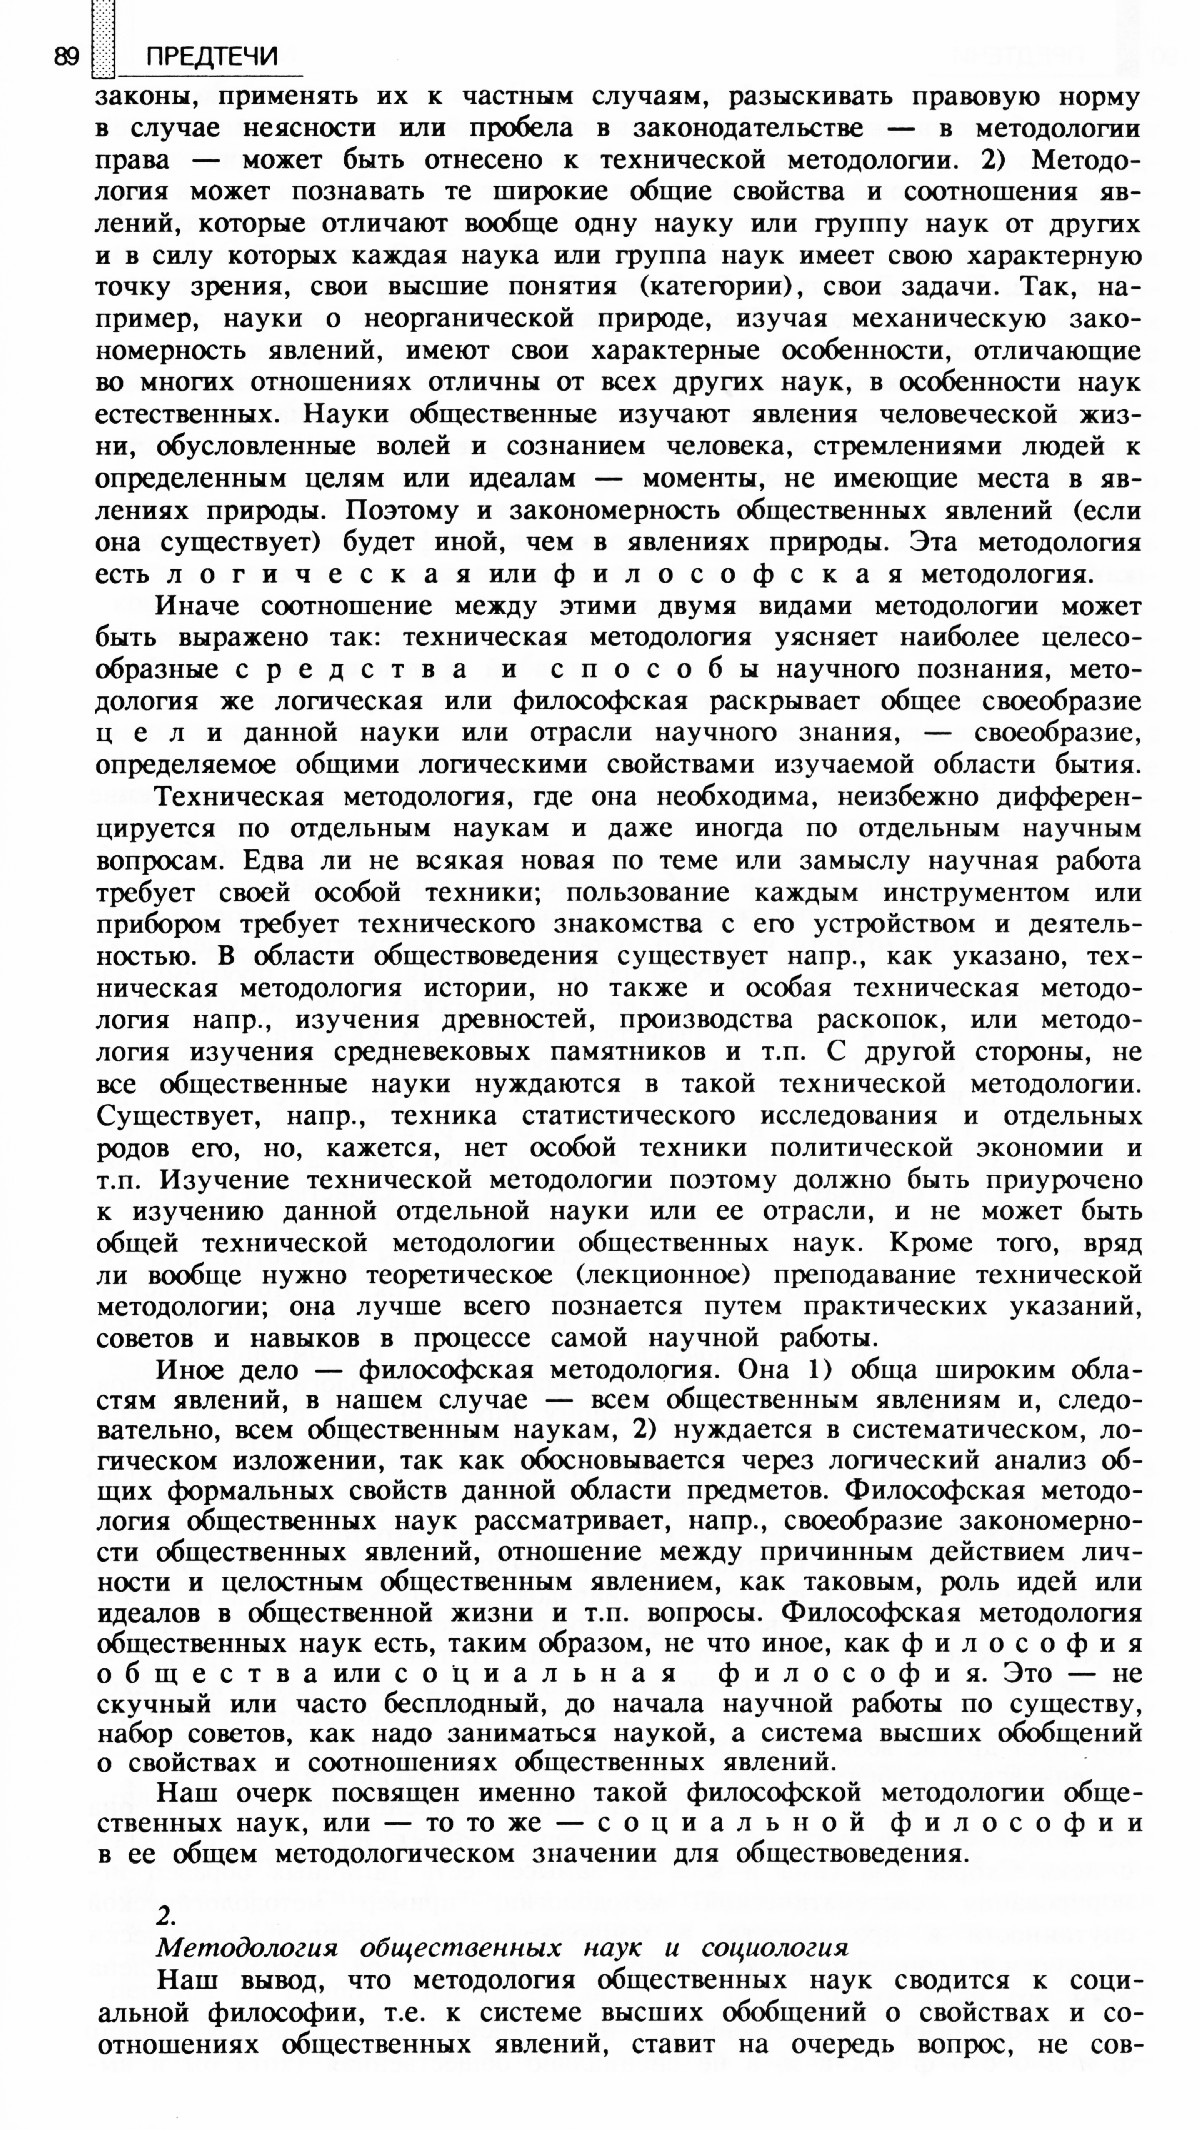 89 ПРЕДТЕЧИ
законы, применять их к частным случаям, разыскивать правовую норму
в случае неясности или пробела в законодательстве — в методологии
права — может быть отнесено к технической методологии. 2) Методо-
логия может познавать те широкие общие свойства и соотношения яв-
лений, которые отличают вообще одну науку или группу наук от других
и в силу которых каждая наука или группа наук имеет свою характерную
точку зрения, свои высшие понятия (категории), свои задачи. Так, на-
пример, науки о неорганической природе, изучая механическую зако-
номерность явлений, имеют свои характерные особенности, отличающие
во многих отношениях отличны от всех других наук, в особенности наук
естественных. Науки общественные изучают явления человеческой жиз-
ни, обусловленные волей и сознанием человека, стремлениями людей к
определенным целям или идеалам — моменты, не имеющие места в яв-
лениях природы. Поэтому и закономерность общественных явлений (если
она существует) будет иной, чем в явлениях природы. Эта методология
есть л о г и ч е с к а я или ф и л о с о ф с к а я методология.
Иначе соотношение между этими двумя видами методологии может
быть выражено так: техническая методология уясняет наиболее целесо-
образные с р е д с т в а и с п о с о б ы научного познания, мето-
дология же логическая или философская раскрывает общее своеобразие
ц е л и данной науки или отрасли научного знания, — своеобразие,
определяемое общими логическими свойствами изучаемой области бытия.
Техническая методология, где она необходима, неизбежно дифферен-
цируется по отдельным наукам и даже иногда по отдельным научным
вопросам. Едва ли не всякая новая по теме или замыслу научная работа
требует своей особой техники; пользование каждым инструментом или
прибором требует технического знакомства с его устройством и деятель-
ностью. В области обществоведения существует напр., как указано, тех-
ническая методология истории, но также и особая техническая методо-
логия напр., изучения древностей, производства раскопок, или методо-
логия изучения средневековых памятников и т.п. С другой стороны, не
все общественные науки нуждаются в такой технической методологии.
Существует, напр., техника статистического исследования и отдельных
родов его, но, кажется, нет особой техники политической экономии и
т.п. Изучение технической методологии поэтому должно быть приурочено
к изучению данной отдельной науки или ее отрасли, и не может быть
общей технической методологии общественных наук. Кроме того, вряд
ли вообще нужно теоретическое (лекционное) преподавание технической
методологии; она лучше всего познается путем практических указаний,
советов и навыков в процессе самой научной работы.
Иное дело — философская методология. Она 1) обща широким обла-
стям явлений, в нашем случае — всем общественным явлениям и, следо-
вательно, всем общественным наукам, 2) нуждается в систематическом, ло-
гическом изложении, так как обосновывается через логический анализ об-
щих формальных свойств данной области предметов. Философская методо-
логия общественных наук рассматривает, напр., своеобразие закономерно-
сти общественных явлений, отношение между причинным действием лич-
ности и целостным общественным явлением, как таковым, роль идей или
идеалов в общественной жизни и т.п. вопросы. Философская методология
общественных наук есть, таким образом, не что иное, как ф и л о с о ф и я
о б щ е с т в а или с о ц и а л ь н а я ф и л о с о ф и я. Это — не
скучный или часто бесплодный, до начала научной работы по существу,
набор советов, как надо заниматься наукой, а система высших обобщений
о свойствах и соотношениях общественных явлений.
Наш очерк посвящен именно такой философской методологии обще-
ственных наук, или — то то же — с о ц и а л ь н о й ф и л о с о ф и и
в ее общем методологическом значении для обществоведения.
2.
Методология общественных наук и социология
Наш вывод, что методология общественных наук сводится к соци-
альной философии, т.е. к системе высших обобщений о свойствах и со-
отношениях общественных явлений, ставит на очередь вопрос, не сов-